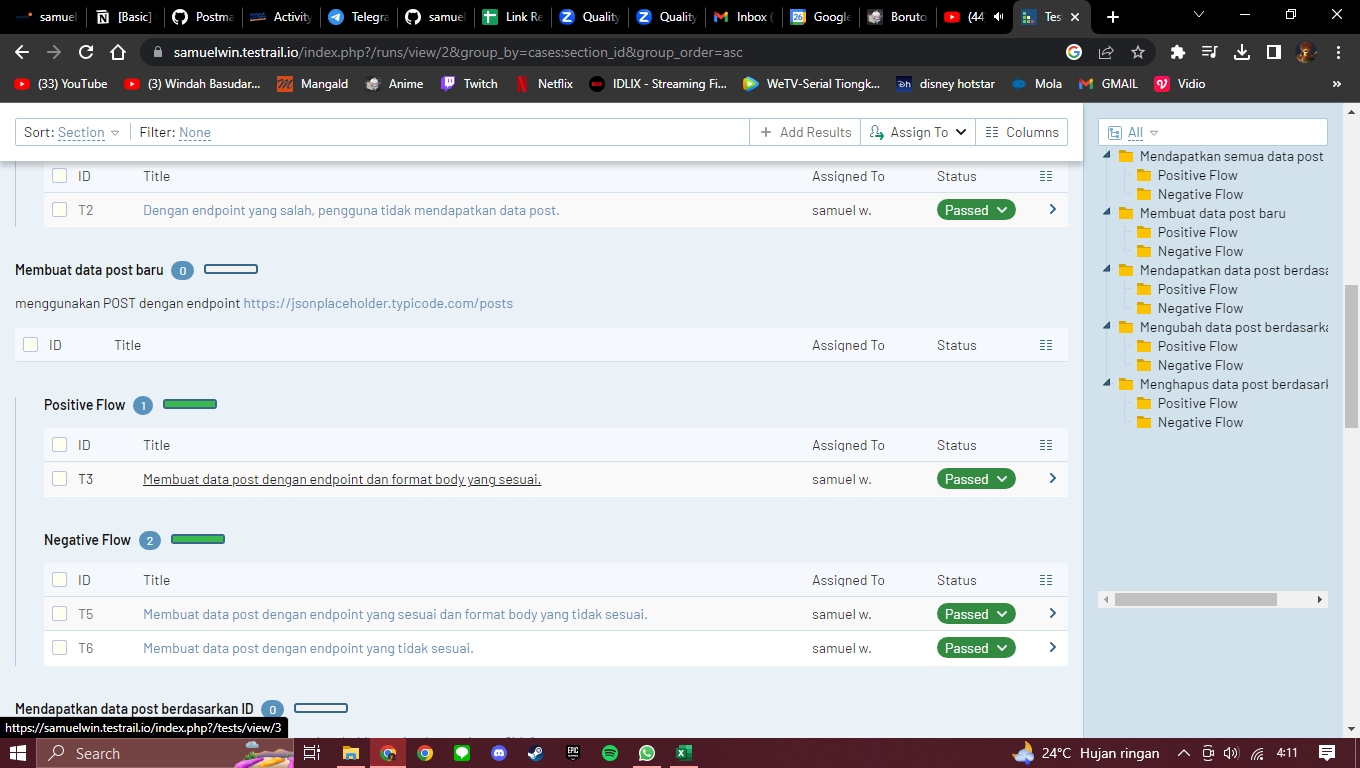 samuel
[Basic]
Postma
Activity
Telegra
samuel
Link Re
Quality
Quality
Inbox (
Google
Boruto
(44
Tes
samuelwin.testrail.io/index.php?/runs/view/2&group_by=cases:section_id&group_order=asc
(33) YouTube
(3) Windah Basudar...
Mangald
Anime
Twitch
Netflix
IDLIX - Streaming Fi...
WeTV-Serial Tiongk...
disney hotstar
Mola
GMAIL
Vidio
»
Sort: Section Filter: None
+ Add Results
Assign To
Columns
All
ID Title Assigned To Status
T2 Dengan endpoint yang salah, pengguna tidak mendapatkan data post. samuel w. Passed
Membuat data post baru 0
menggunakan POST dengan endpoint https://jsonplaceholder.typicode.com/posts
ID Title Assigned To Status
Positive Flow 1
ID Title Assigned To Status
T3 Membuat data post dengan endpoint dan format body yang sesuai. samuel w. Passed
Negative Flow 2
ID Title Assigned To Status
T5 Membuat data post dengan endpoint yang sesuai dan format body yang tidak sesuai. samuel w. Passed
T6 Membuat data post dengan endpoint yang tidak sesuai. samuel w. Passed
Mendapatkan data post berdasarkan ID 0
Mendapatkan semua data post
Positive Flow
Negative Flow
Membuat data post baru
Positive Flow
Negative Flow
Mendapatkan data post berdasa
Positive Flow
Negative Flow
Mengubah data post berdasarka
Positive Flow
Negative Flow
Menghapus data post berdasark
Positive Flow
Negative Flow
https://samuelwin.testrail.io/index.php?/tests/view/3
Search
24°C Hujan ringan
4:11